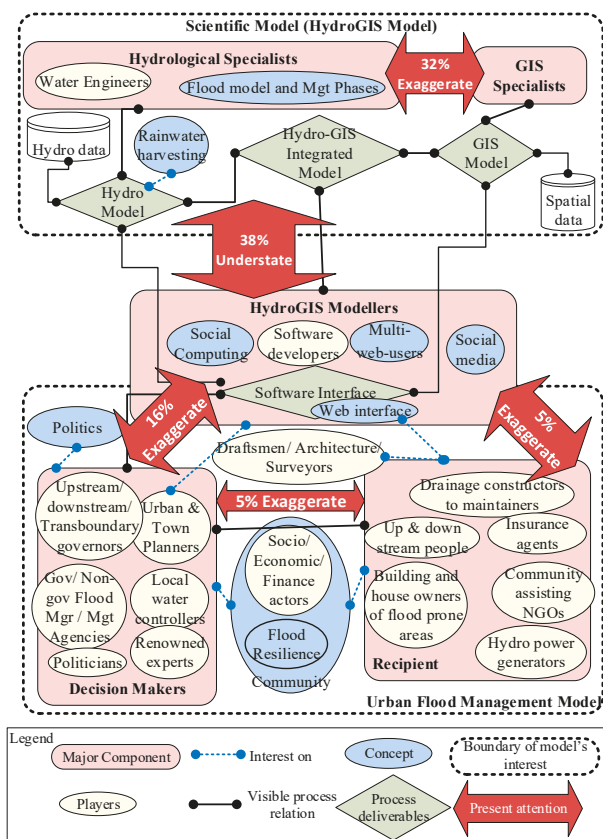 Scientific Model (HydroGIS Model)
Hydrological Specialists
Water Engineers
Flood model and Mgt Phases
32%
Exaggerate
GIS
Specialists
Hydro data
Rainwater
harvesting
Hydro
Model
Hydro-GIS
Integrated
Model
GIS
Model
Spatial
data
38%
Understate
HydroGIS Modellers
Social
Computing
Software
developers
Multi-
web-users
Social
media
Software Interface
Web interface
16%
Exaggerate
5%
Exaggerate
Politics
Draftsmen/ Architecture/
Surveyors
Upstream/
downstream/
Transboundary
governors
Urban &
Town
Planners
Gov/ Non-
gov Flood
Mgr / Mgt
Agencies
Local
water
controllers
Politicians
Renowned
experts
Decision Makers
5% Exaggerate
Socio/
Economic/
Finance
actors
Flood
Resilience
Community
Drainage constructors
to maintainers
Up & down
stream people
Insurance
agents
Building and
house owners
of flood prone
areas
Community
assisting
NGOs
Hydro power
generators
Recipient
Urban Flood Management Model
Legend
Major Component
Interest on
Concept
Boundary of model's
interest
Players
Visible process
relation
Process
deliverables
Present attention